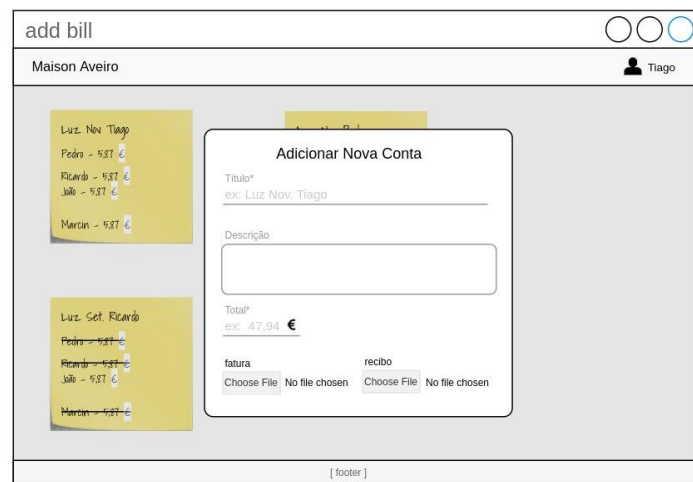 add bill
Maison Aveiro
Tiago
Luz Nov Tiago
Pedro - 5,87 €
Ricardo - 5,87 €
João - 5,87 €
Marcin - 5,87 €
Luz Set. Ricardo
Pedro - 5,87 €
Ricardo - 5,87 €
João - 5,87 €
Marcin - 5,87 €
Adicionar Nova Conta
Título*
ex: Luz Nov. Tiago
Descrição
Total*
ex: 47,94 €
fatura
recibo
Choose File No file chosen
Choose File No file chosen
[ footer ]